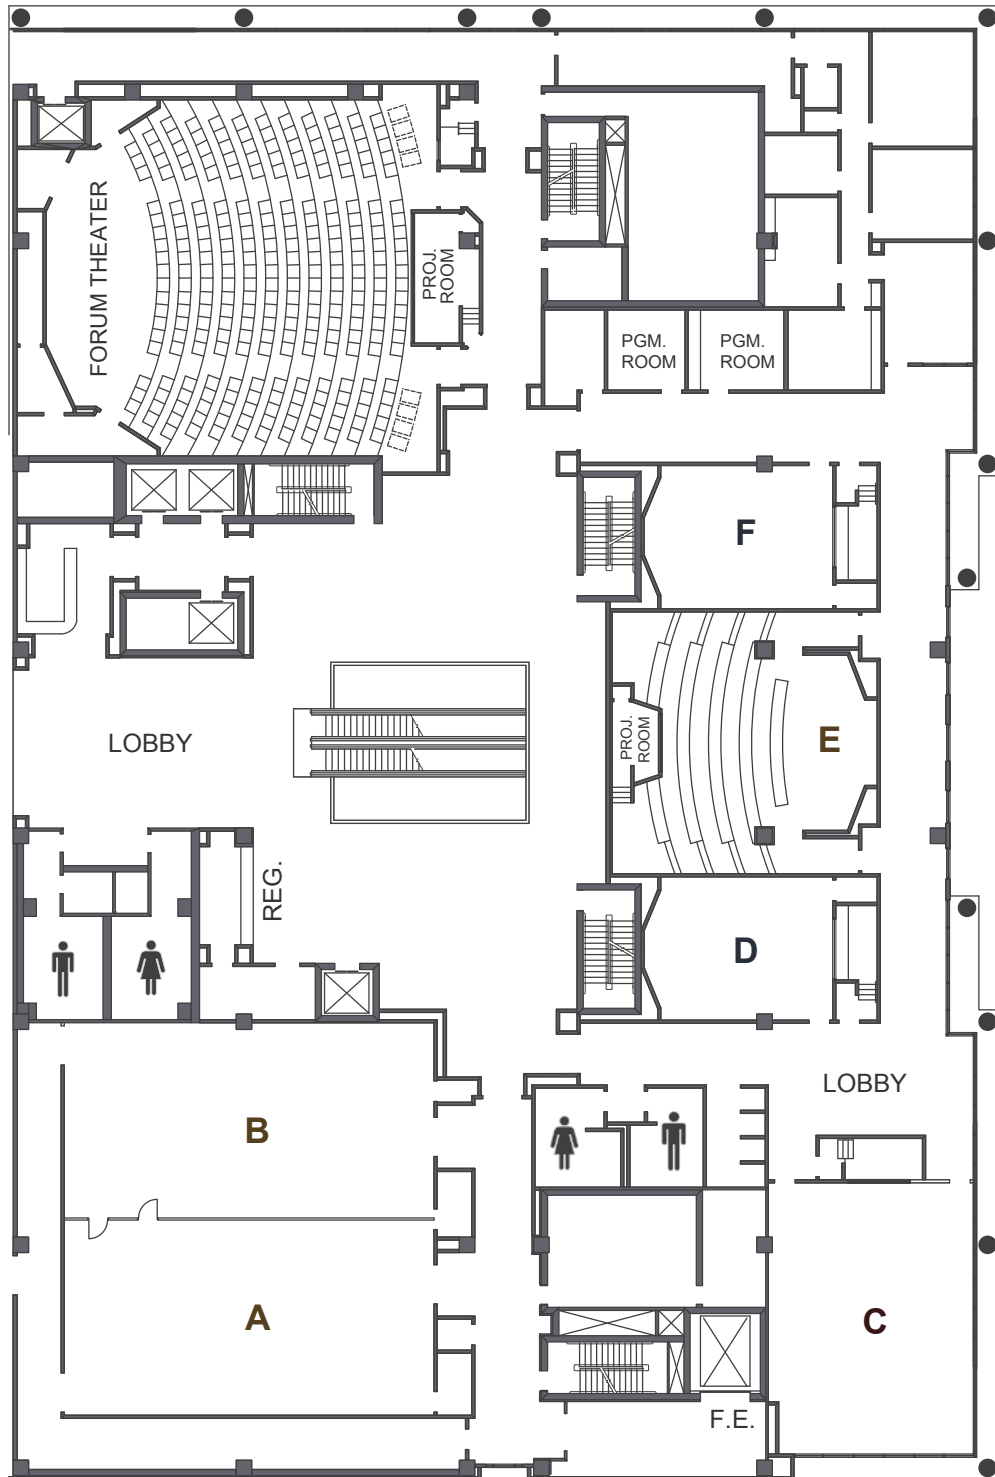 FORUM THEATER
PROJ.
ROOM
PGM.
ROOM
PGM.
ROOM
F
LOBBY
PROJ.
ROOM
E
REG.
D
LOBBY
B
A
C
F.E.